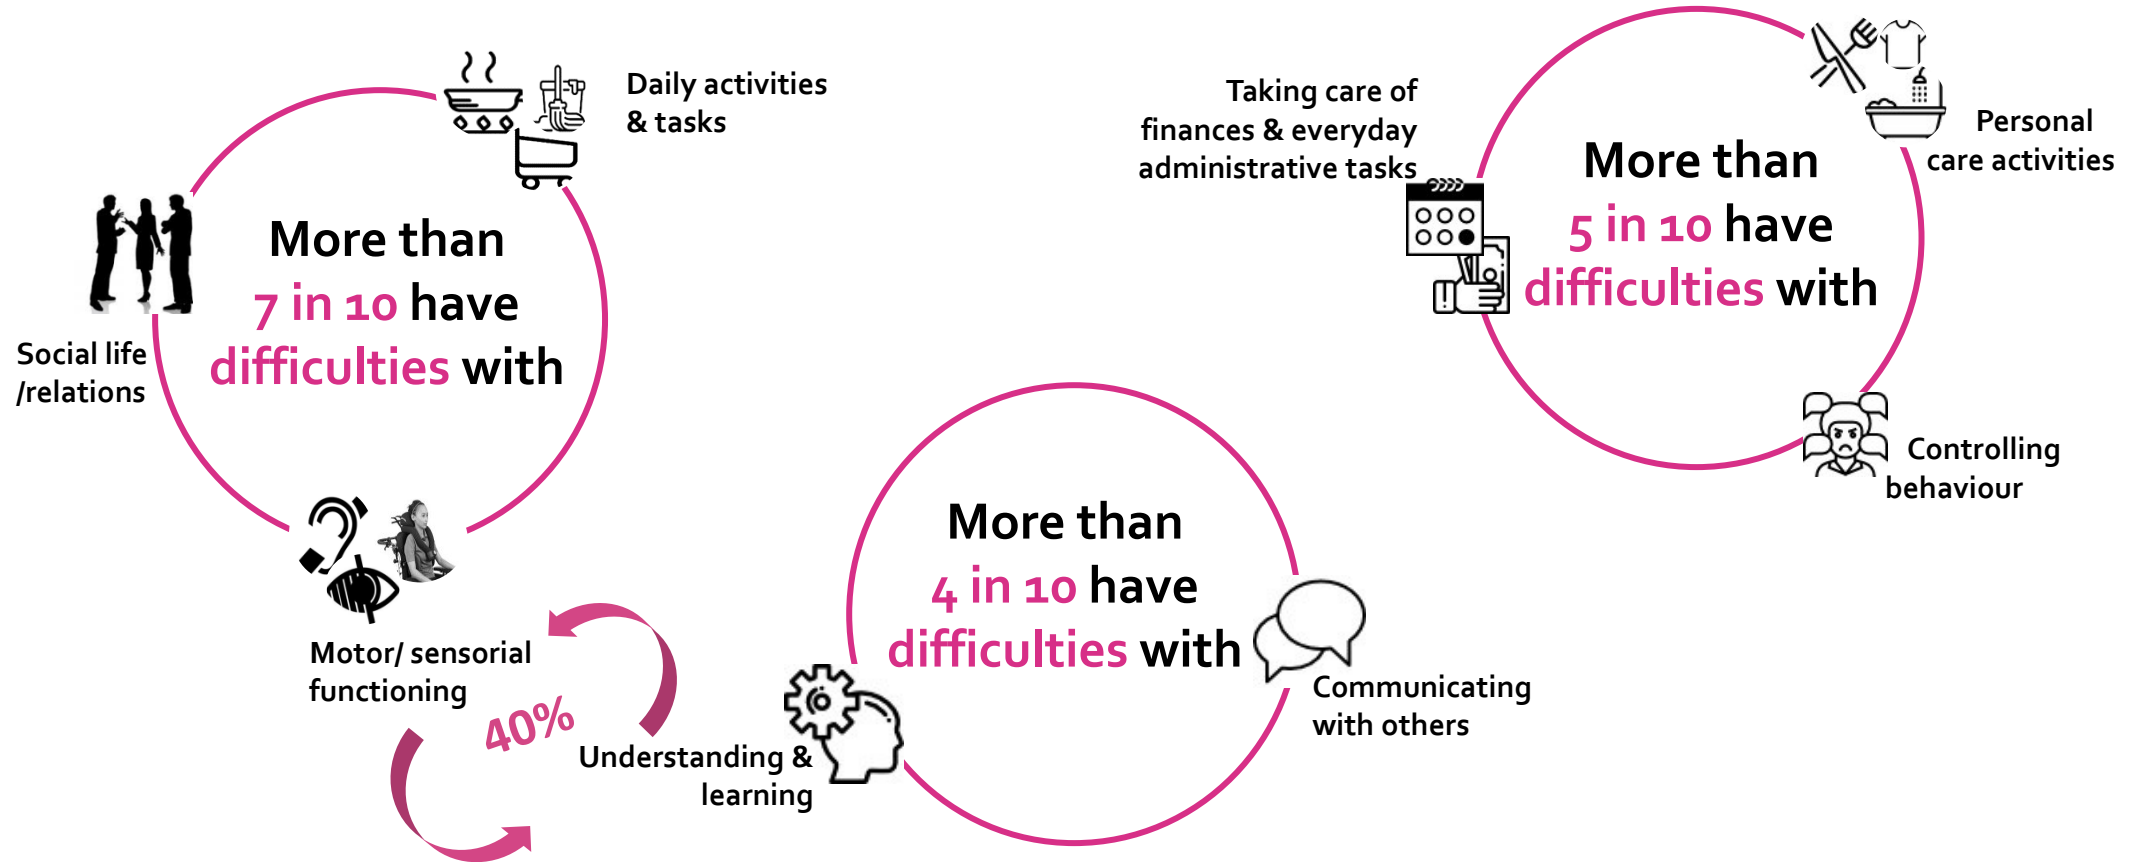 Daily activities
& tasks
More than
7 in 10 have
difficulties with
Social life
/relations
Motor/ sensorial
functioning
40%
Understanding &
learning
More than
4 in 10 have
difficulties with
Communicating
with others
Taking care of
finances & everyday
administrative tasks
More than
5 in 10 have
difficulties with
Personal
care activities
Controlling
behaviour